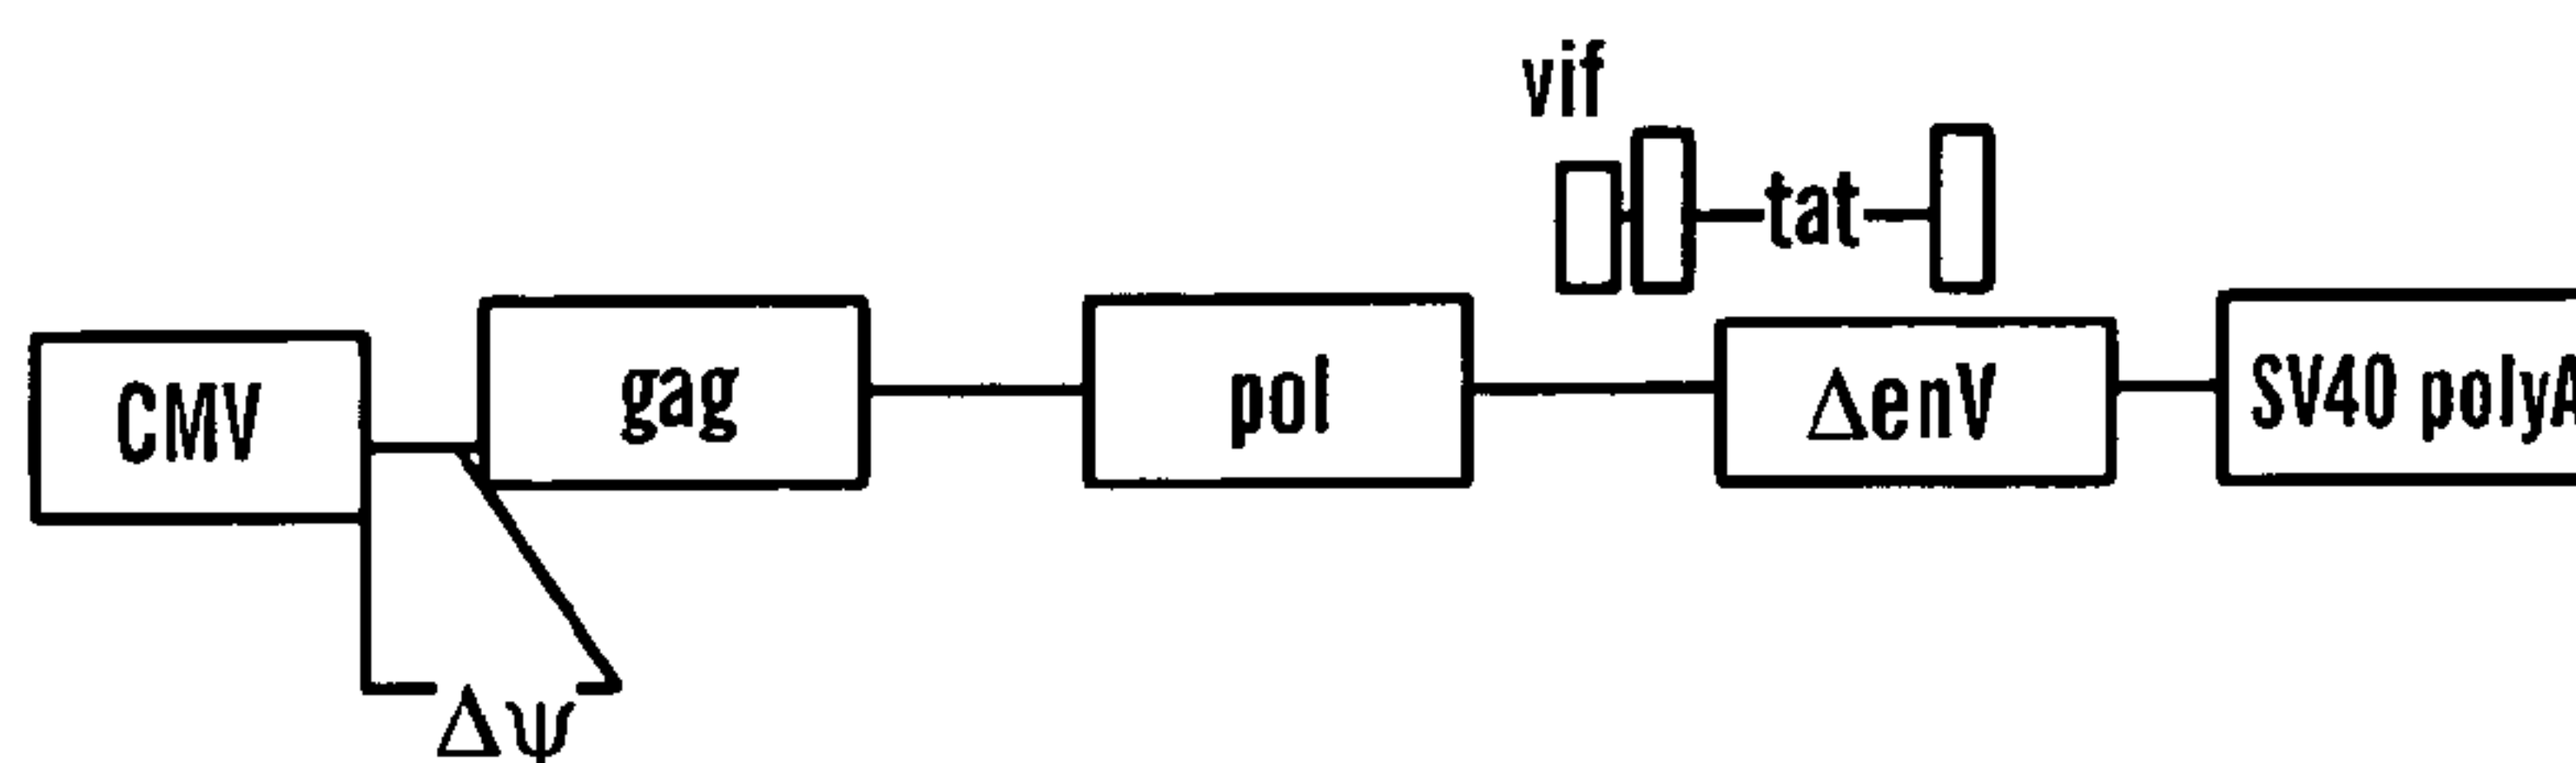 vif
tat
CMV
gag
pol
ΔenV
SV40 polyA
Δψ